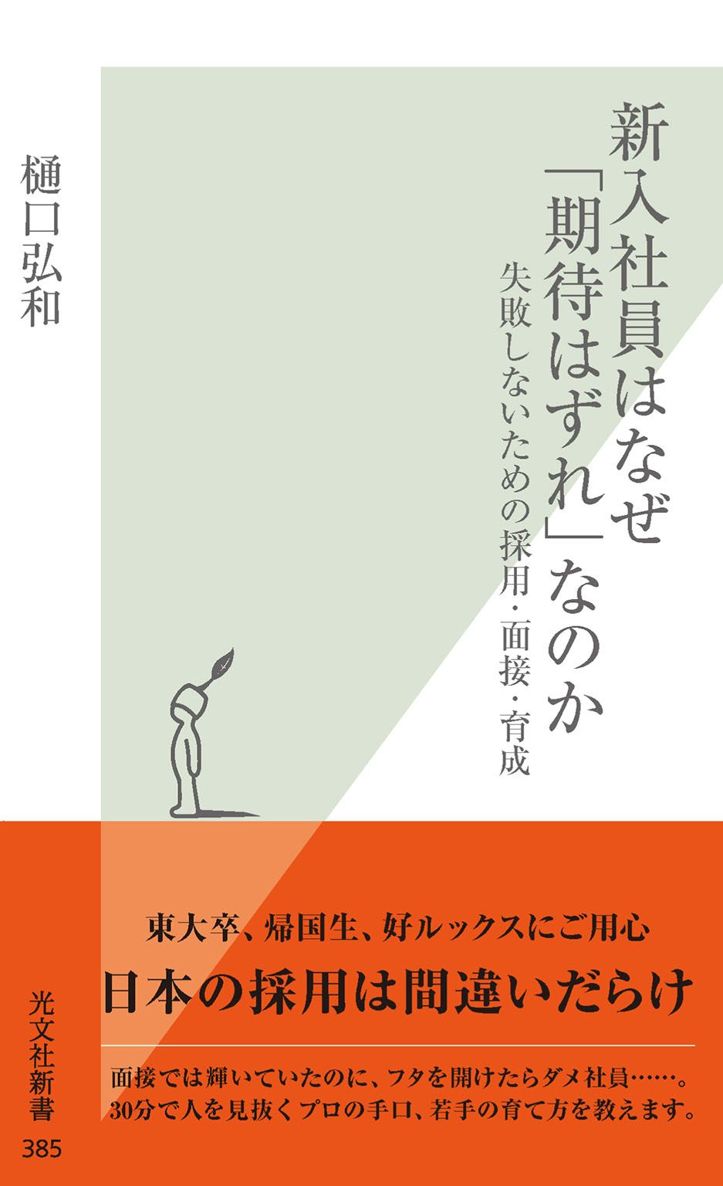 新入社員はなぜ
「期待はずれ」なのか
失敗しないための採用・面接・育成
樋口弘和
東大卒、帰国生、好ルックスにご用心
日本の採用は間違いだらけ
面接では輝いていたのに、フタを開けたらダメ社員……。
30分で人を見抜くプロの手口、若手の育て方を教えます。
光文社新書
385